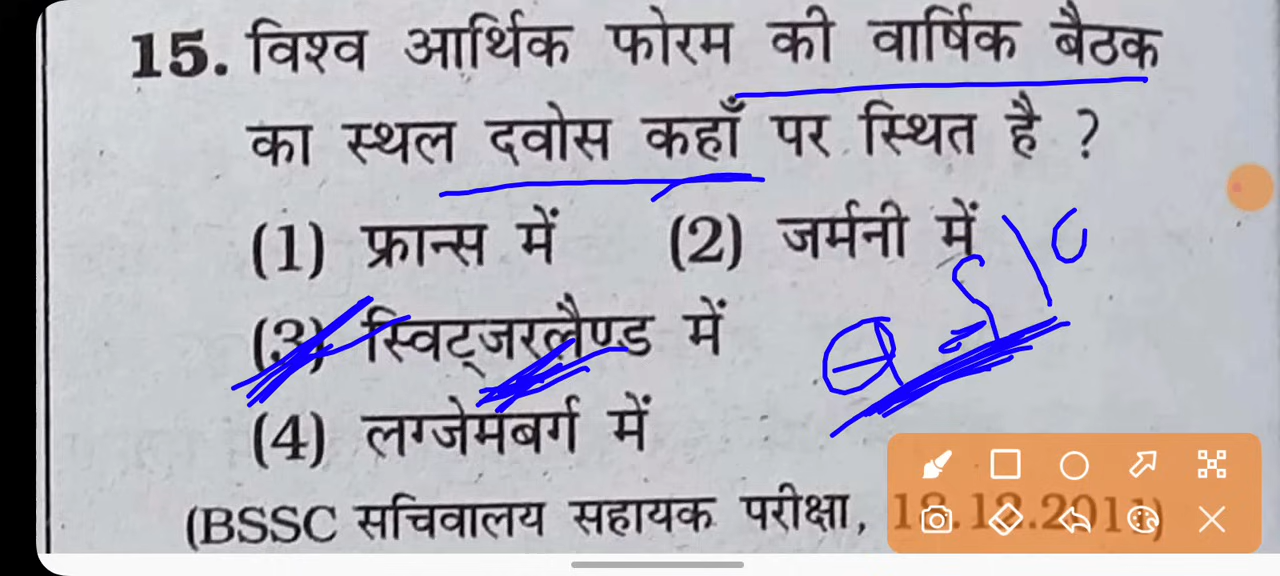 15. विश्व आर्थिक फोरम की वार्षिक बैठक
का स्थल दवोस कहाँ पर स्थित है ?
(1) फ्रान्स में (2) जर्मनी में
(3) स्विट्जरलैण्ड में
(4) लग्जेमबर्ग में
(BSSC सचिवालय सहायक परीक्षा,